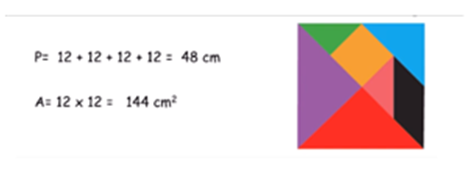 P= 12 + 12 + 12 + 12 = 48 cm
A= 12 x 12 = 144 cm²